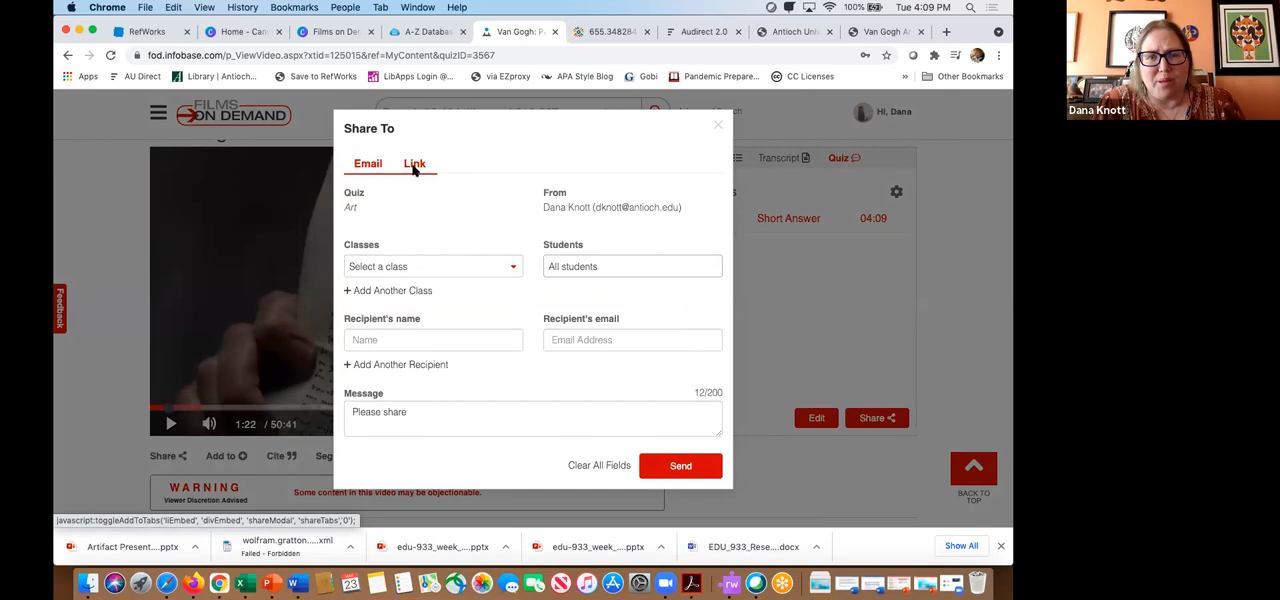 Chrome File Edit View History Bookmarks People Tab Window Help 100% Tue 4:09 PM
RefWorks Home - Can Films on Den A-Z Databas Van Gogh: P 655.348284 Audirect 2.0 Antioch Uni Van Gogh Ar
fod.infobase.com/p_ViewVideo.aspx?xtid=125015&ref=MyContent&quizID=3567
Apps AU Direct Library | Antioch... Save to RefWorks LibApps Login @... via EZproxy APA Style Blog Gobi Pandemic Prepare... CC Licenses » Other Bookmarks
FILMS ON DEMAND
Hi, Dana
Share To
Email Link
Transcript Quiz
Quiz From
Art Dana Knott (dknott@antioch.edu)
Short Answer 04:09
Classes Students
Select a class All students
+ Add Another Class
Feedback
Recipient's name Recipient's email
Name Email Address
+ Add Another Recipient
Message 12/200
Please share
Edit Share
1:22 / 50:41
Share Add to Cite Seg
Clear All Fields Send
WARNING
Viewer Discretion Advised
Some content in this video may be objectionable.
BACK TO
TOP
javascript:toggleAddToTabs('liEmbed', 'divEmbed', 'shareModal', 'shareTabs','0');
Artifact Present....pptx wolfram.gratton....xml edu-933_week_....pptx edu-933_week_....pptx EDU_933_Rese....docx Show All
Failed - Forbidden
JUL
23
rw
Dana Knott